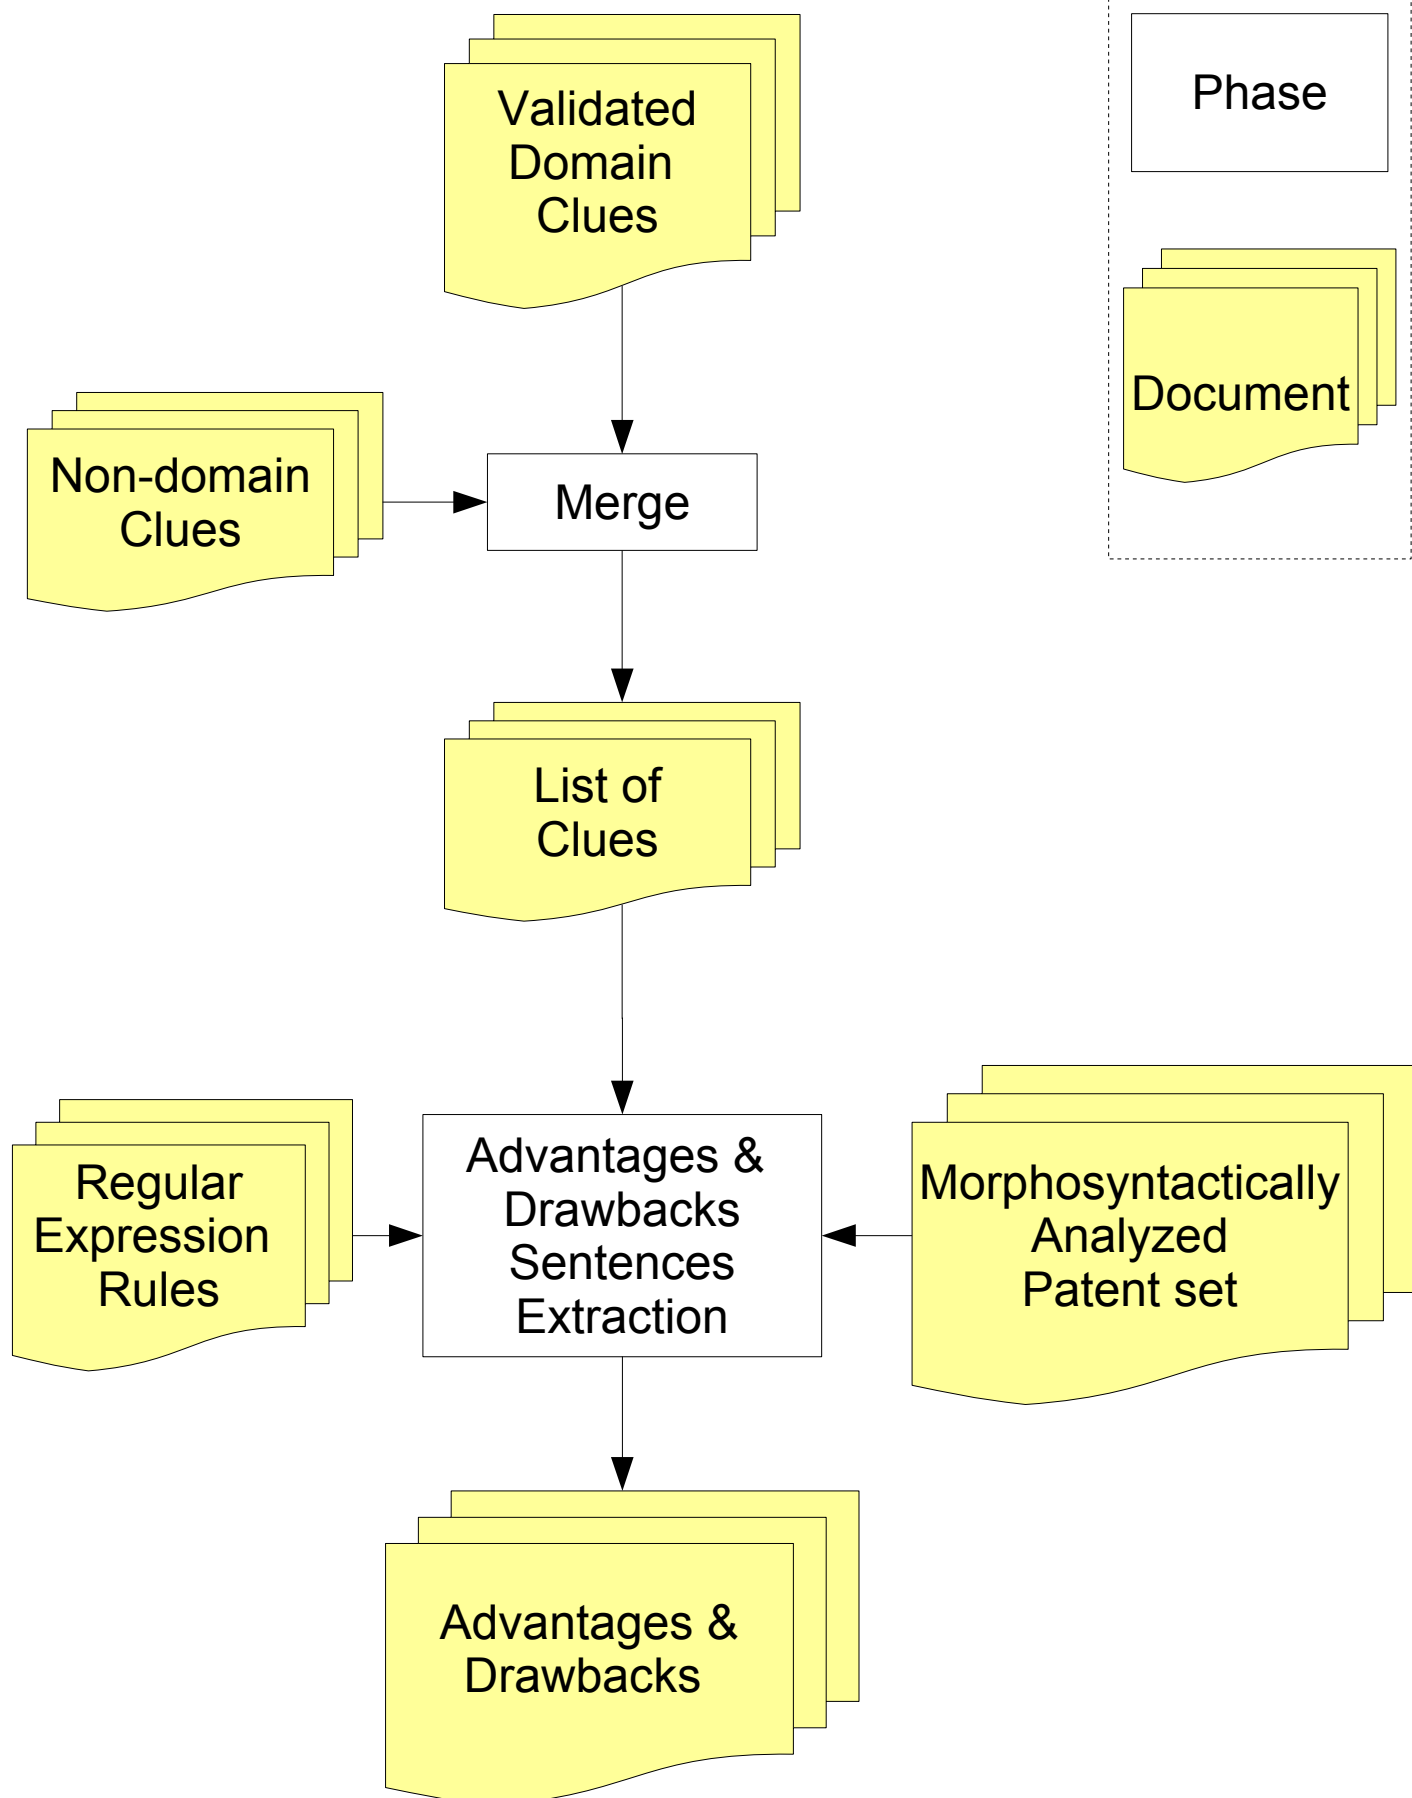 Validated
Domain
Clues
Phase
Document
Non-domain
Clues
Merge
List of
Clues
Regular
Expression
Rules
Advantages &
Drawbacks
Sentences
Extraction
Morphosyntactically
Analyzed
Patent set
Advantages &
Drawbacks